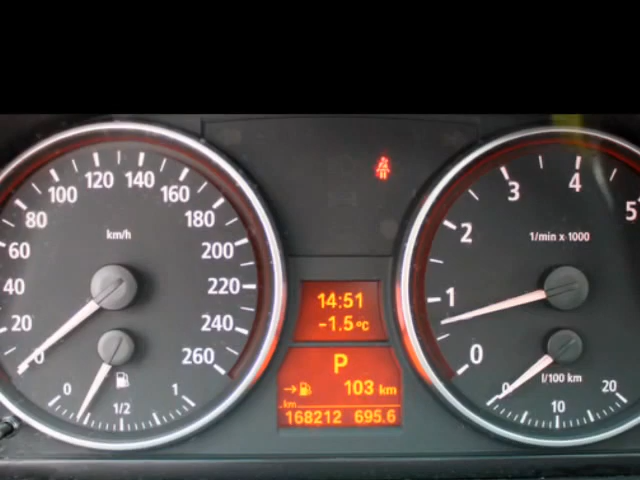 km/h
0
20
40
60
80
100
120
140
160
180
200
220
240
260
0 1/2 1
14:51
-1.5 °C
P
103 km
km
168212 695.6
1/min x 1000
0
1
2
3
4
5
l/100 km
0 10 20